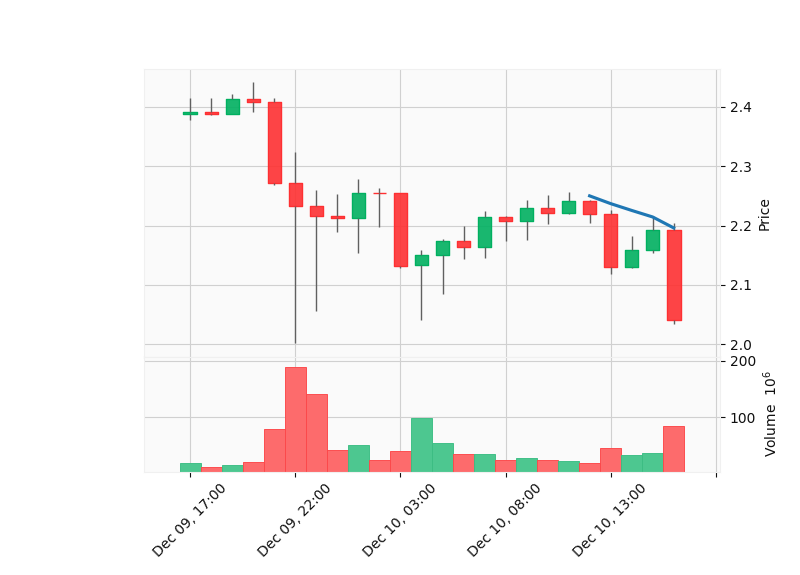 2.4
2.3
2.2
2.1
2.0
Price
200
100
Volume 10^6
Dec 09, 17:00
Dec 09, 22:00
Dec 10, 03:00
Dec 10, 08:00
Dec 10, 13:00